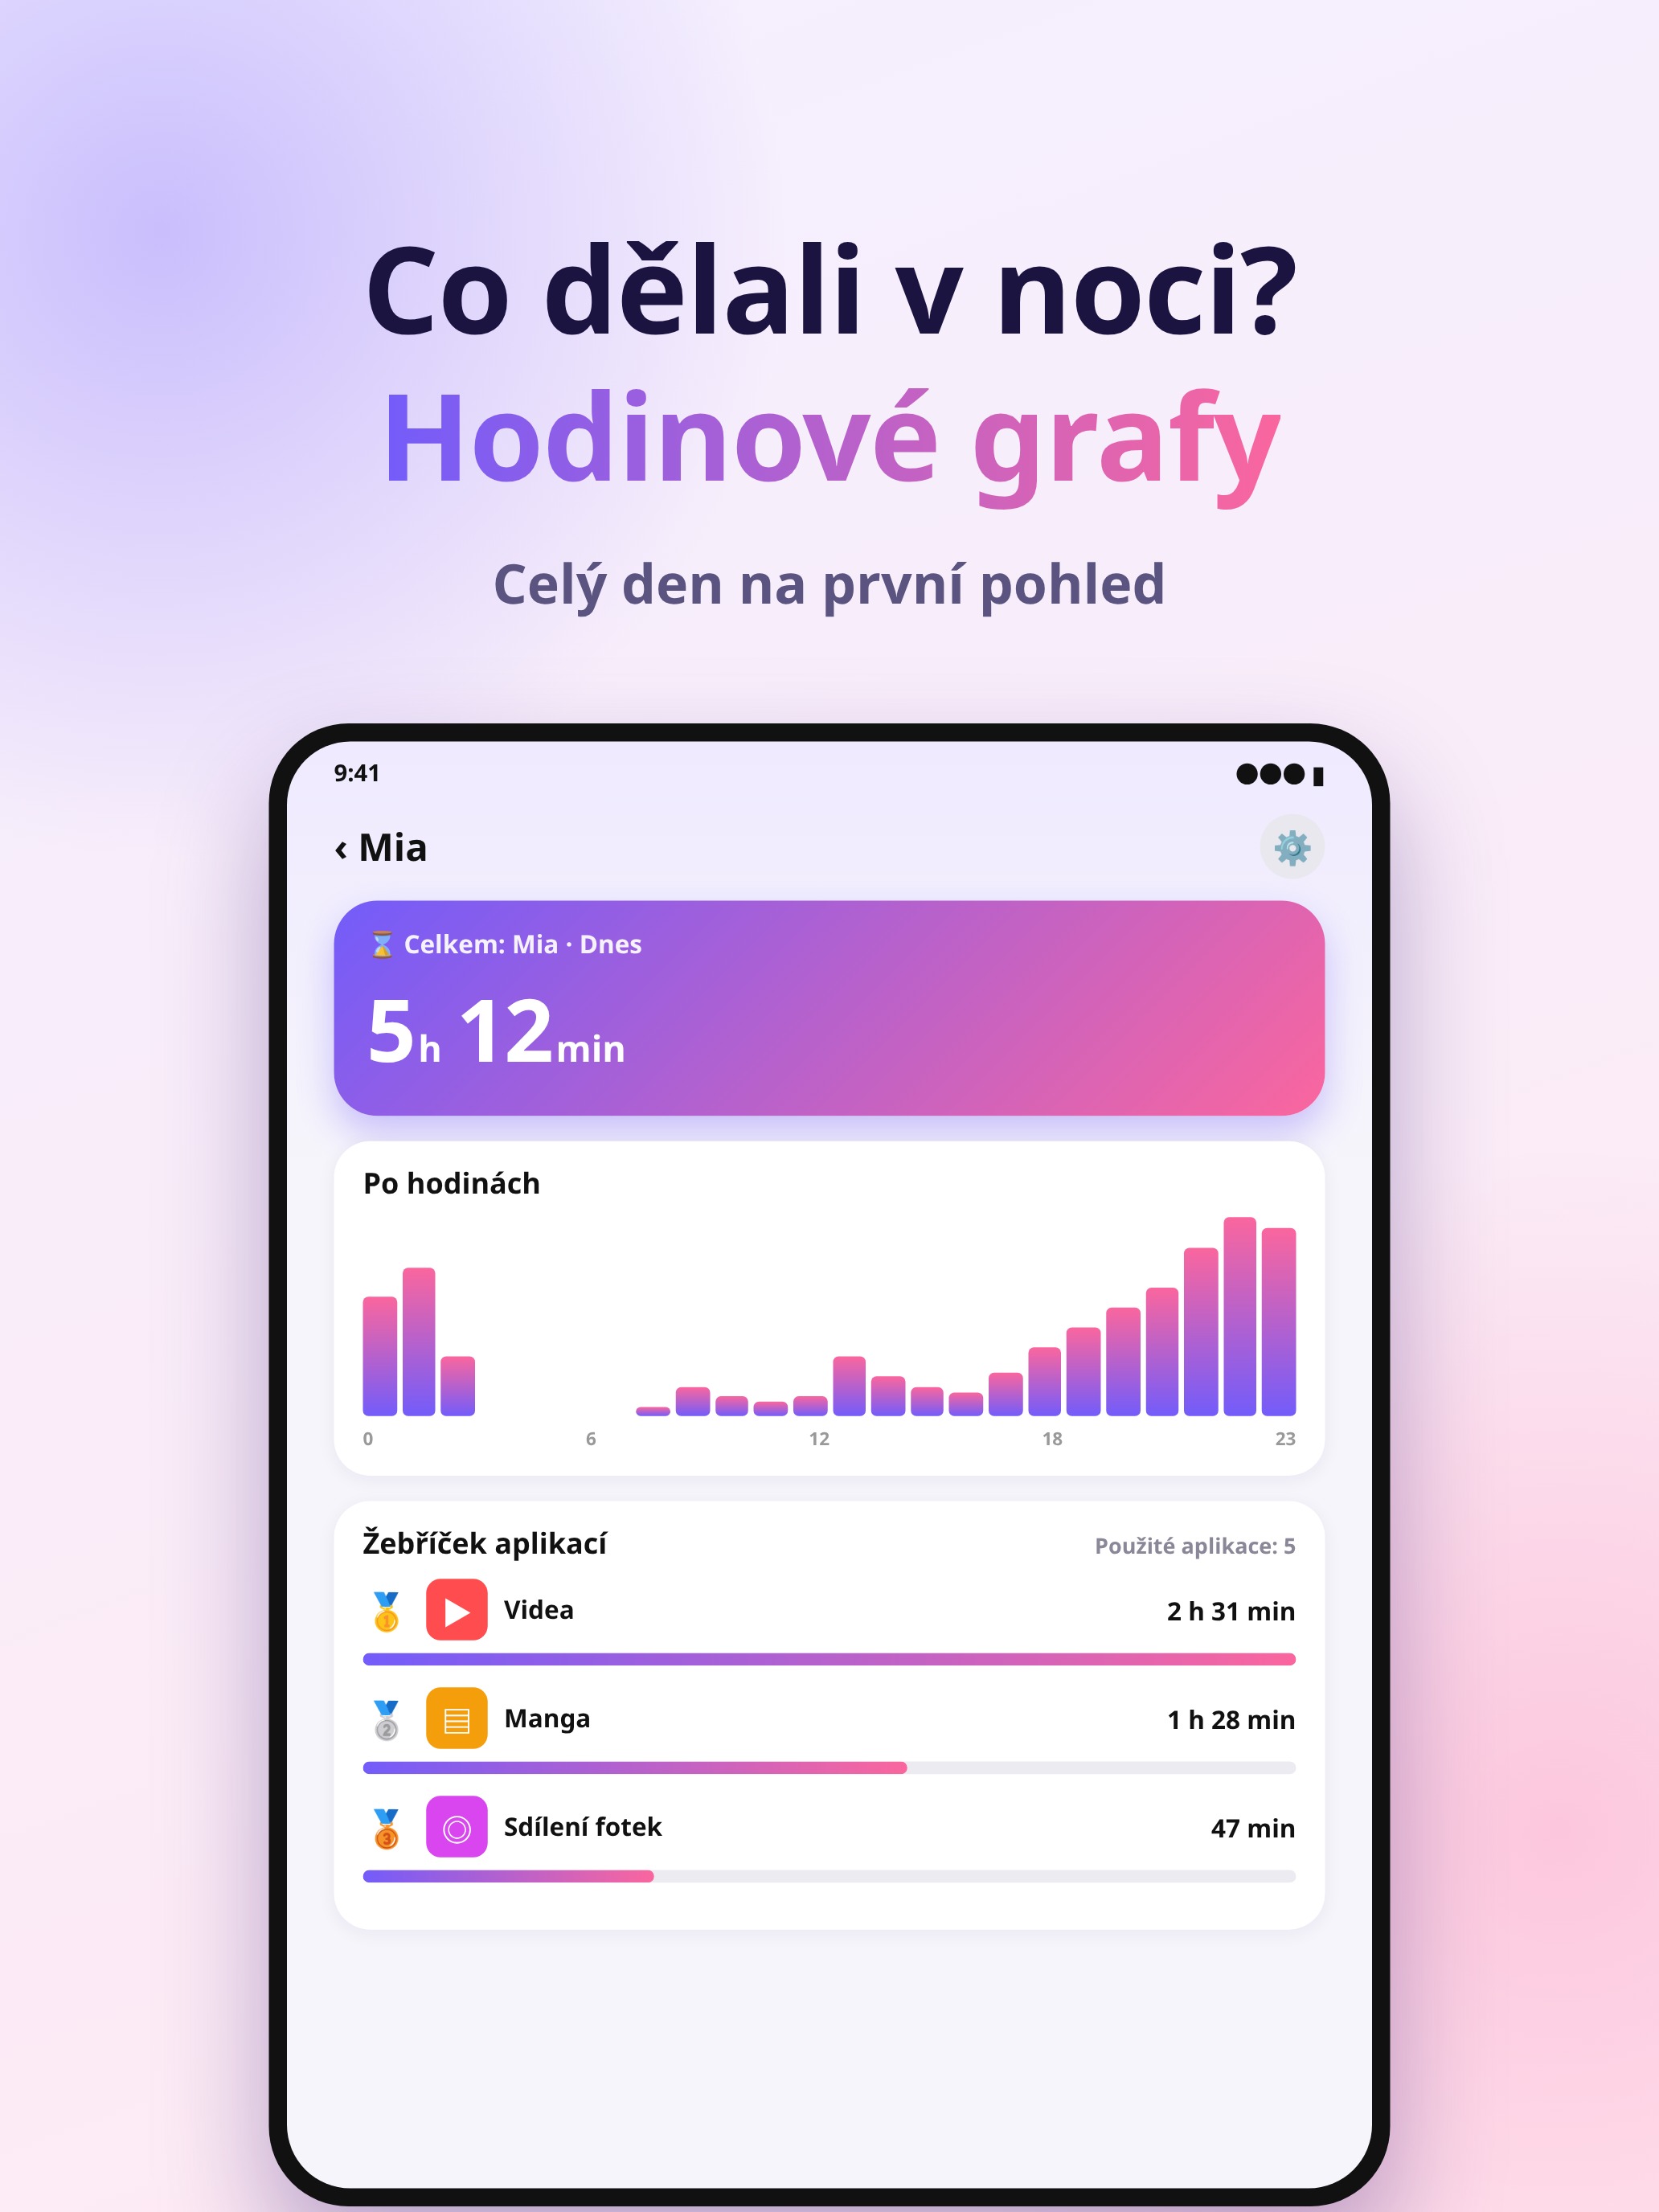 Co dělali v noci?
Hodinové grafy
Celý den na první pohled
9:41
‹ Mia
⌛ Celkem: Mia · Dnes
5h 12min
Po hodinách
0 6 12 18 23
Žebříček aplikací
Použité aplikace: 5
🥇 Videa 2 h 31 min
🥈 Manga 1 h 28 min
🥉 Sdílení fotek 47 min